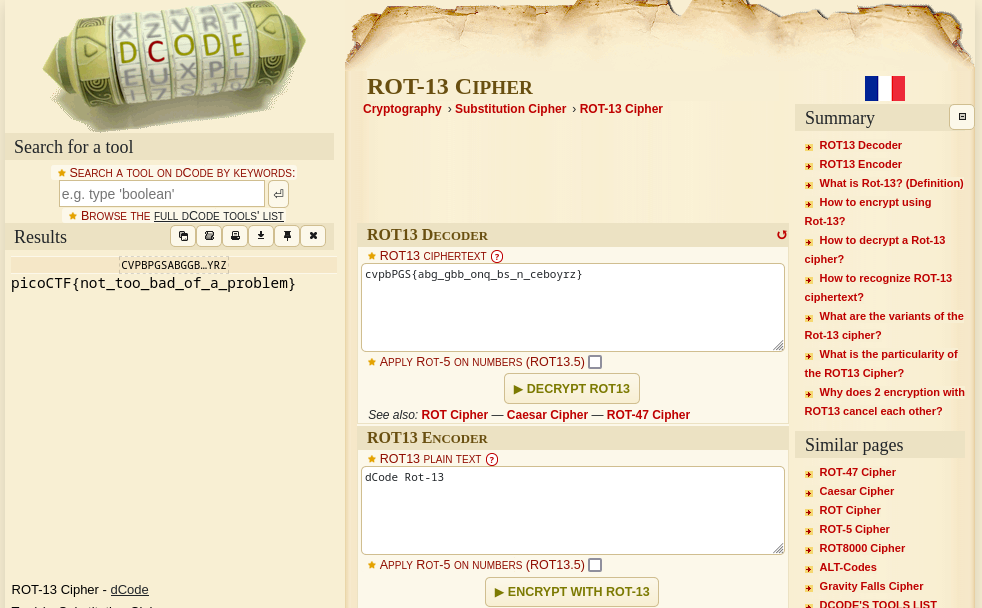 DCODE
Search for a tool
★ Search a tool on dCode by keywords:
e.g. type 'boolean'
★ Browse the full dCode tools' list
Results
CVPBPGSABGGB…YRZ
picoCTF{not_too_bad_of_a_problem}
ROT-13 Cipher - dCode
ROT-13 Cipher
Cryptography › Substitution Cipher › ROT-13 Cipher
ROT13 Decoder
★ ROT13 ciphertext ?
cvpbPGS{abg_gbb_onq_bs_n_ceboyrz}
★ Apply Rot-5 on numbers (ROT13.5)
▶ DECRYPT ROT13
See also: ROT Cipher — Caesar Cipher — ROT-47 Cipher
ROT13 Encoder
★ ROT13 plain text ?
dCode Rot-13
★ Apply Rot-5 on numbers (ROT13.5)
▶ ENCRYPT WITH ROT-13
Summary
ROT13 Decoder
ROT13 Encoder
What is Rot-13? (Definition)
How to encrypt using
Rot-13?
How to decrypt a Rot-13
cipher?
How to recognize ROT-13
ciphertext?
What are the variants of the
Rot-13 cipher?
What is the particularity of
the ROT13 Cipher?
Why does 2 encryption with
ROT13 cancel each other?
Similar pages
ROT-47 Cipher
Caesar Cipher
ROT Cipher
ROT-5 Cipher
ROT8000 Cipher
ALT-Codes
Gravity Falls Cipher
DCODE'S TOOLS LIST